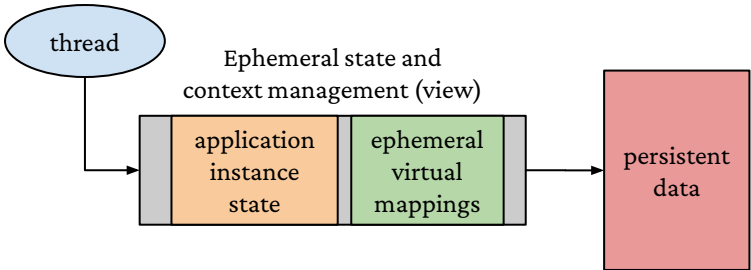 thread
Ephemeral state and
context management (view)
application
instance
state
ephemeral
virtual
mappings
persistent
data